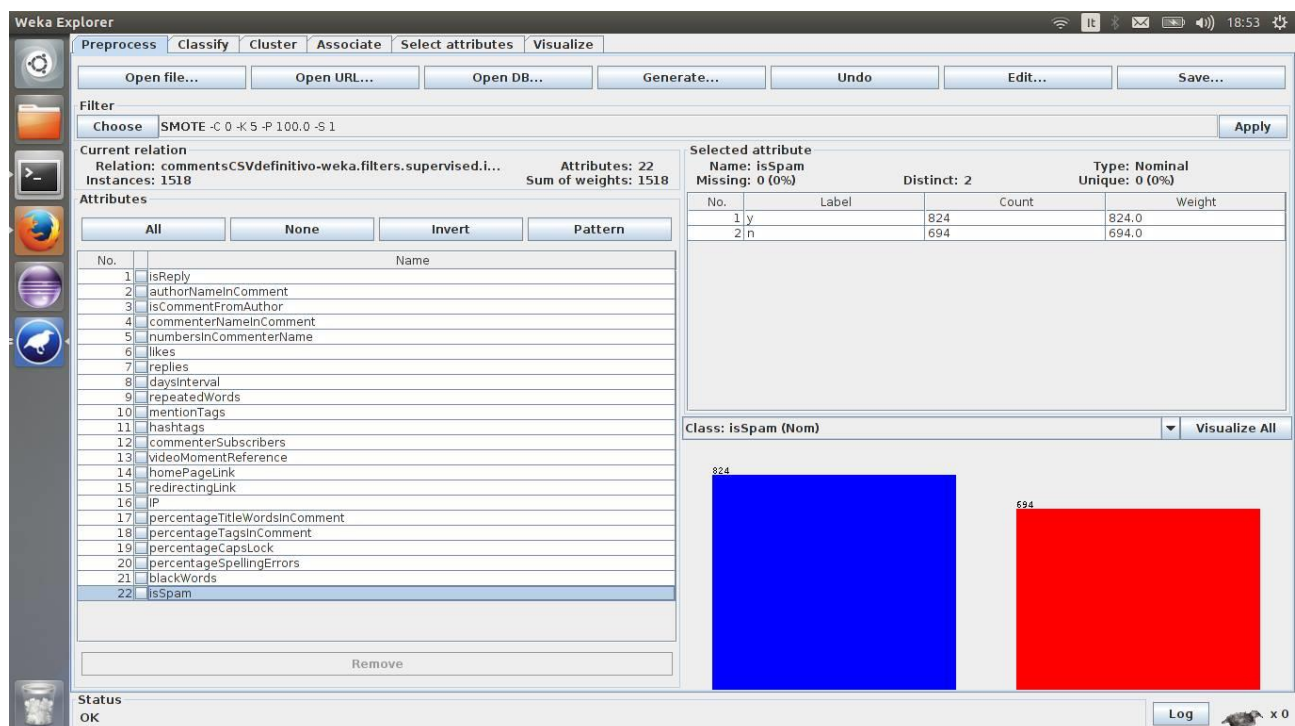 Weka Explorer
It
18:53
Preprocess Classify Cluster Associate Select attributes Visualize
Open file... Open URL... Open DB... Generate... Undo Edit... Save...
Filter
Choose SMOTE -C 0 -K 5 -P 100.0 -S 1 Apply
Current relation
Relation: commentsCSVdefinitivo-weka.filters.supervised.i... Attributes: 22
Instances: 1518 Sum of weights: 1518
Attributes
All None Invert Pattern
No. Name
1 isReply
2 authorNameInComment
3 isCommentFromAuthor
4 commenterNameInComment
5 numbersInCommenterName
6 likes
7 replies
8 daysInterval
9 repeatedWords
10 mentionTags
11 hashtags
12 commenterSubscribers
13 videoMomentReference
14 homePageLink
15 redirectingLink
16 IP
17 percentageTitleWordsInComment
18 percentageTagsInComment
19 percentageCapsLock
20 percentageSpellingErrors
21 blackWords
22 isSpam
Remove
Selected attribute
Name: isSpam Type: Nominal
Missing: 0 (0%) Distinct: 2 Unique: 0 (0%)
No. Label Count Weight
1 y 824 824.0
2 n 694 694.0
Class: isSpam (Nom) Visualize All
824
694
Status
OK
Log x 0